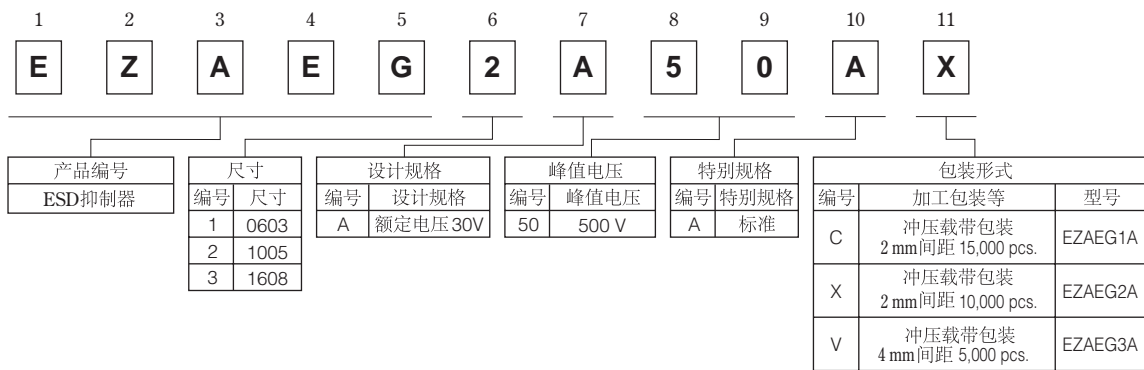 1 2 3 4 5 6 7 8 9 10 11
E Z A E G 2 A 5 0 A X
产品编号
ESD抑制器
尺寸
编号 尺寸
1 0603
2 1005
3 1608
设计规格
编号 设计规格
A 额定电压30V
峰值电压
编号 峰值电压
50 500 V
特别规格
编号 特别规格
A 标准
包装形式
编号 加工包装等 型号
C 冲压载带包装 EZAEG1A
2 mm间距 15,000 pcs.
X 冲压载带包装 EZAEG2A
2 mm间距 10,000 pcs.
V 冲压载带包装 EZAEG3A
4 mm间距 5,000 pcs.